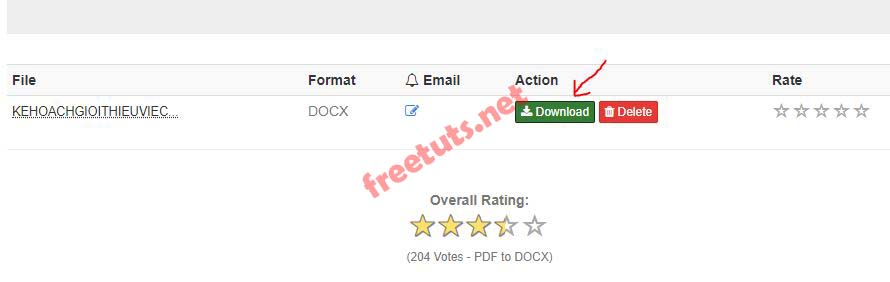 File Format Email Action Rate
KEHOACHGIOITHIEUVIEC... DOCX Download Delete
freetuts.net
Overall Rating:
(204 Votes - PDF to DOCX)